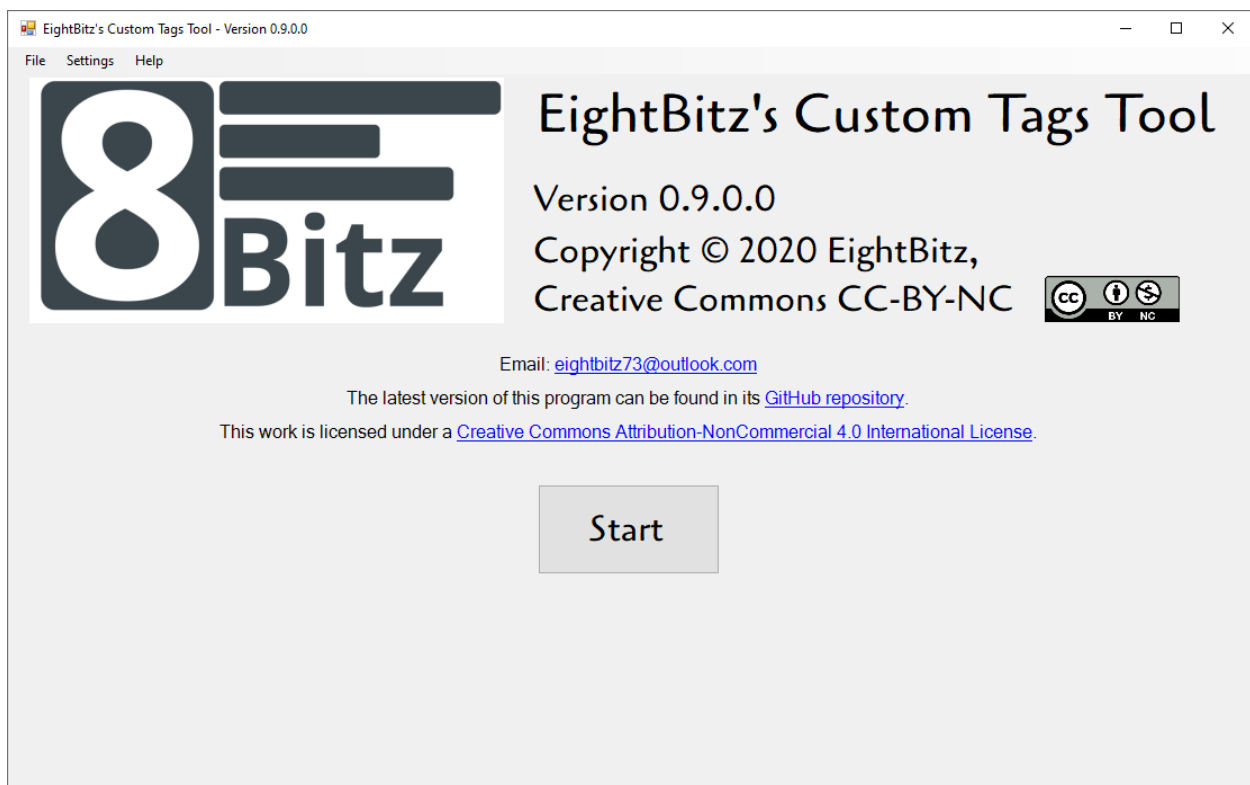 EightBitz's Custom Tags Tool - Version 0.9.0.0
File Settings Help
8
Bitz
EightBitz's Custom Tags Tool
Version 0.9.0.0
Copyright © 2020 EightBitz,
Creative Commons CC-BY-NC
cc
BY NC
Email: eightbitz73@outlook.com
The latest version of this program can be found in its GitHub repository.
This work is licensed under a Creative Commons Attribution-NonCommercial 4.0 International License.
Start